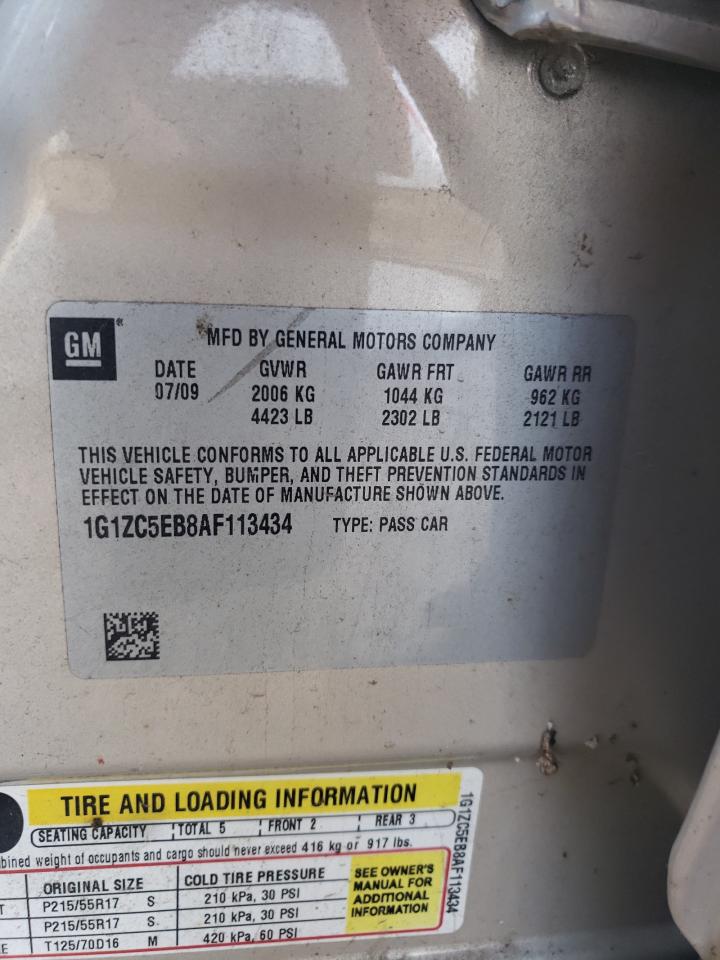 GM ®
MFD BY GENERAL MOTORS COMPANY
DATE GVWR GAWR FRT GAWR RR
07/09 2006 KG 1044 KG 962 KG
4423 LB 2302 LB 2121 LB
THIS VEHICLE CONFORMS TO ALL APPLICABLE U.S. FEDERAL MOTOR
VEHICLE SAFETY, BUMPER, AND THEFT PREVENTION STANDARDS IN
EFFECT ON THE DATE OF MANUFACTURE SHOWN ABOVE.
1G1ZC5EB8AF113434 TYPE: PASS CAR
TIRE AND LOADING INFORMATION
SEATING CAPACITY TOTAL 5 FRONT 2 REAR 3
bined weight of occupants and cargo should never exceed 416 kg or 917 lbs.
ORIGINAL SIZE COLD TIRE PRESSURE
T P215/55R17 S 210 kPa, 30 PSI
P215/55R17 S 210 kPa, 30 PSI
E T125/70D16 M 420 kPa, 60 PSI
SEE OWNER'S
MANUAL FOR
ADDITIONAL
INFORMATION
1G1ZC5EB8AF113434